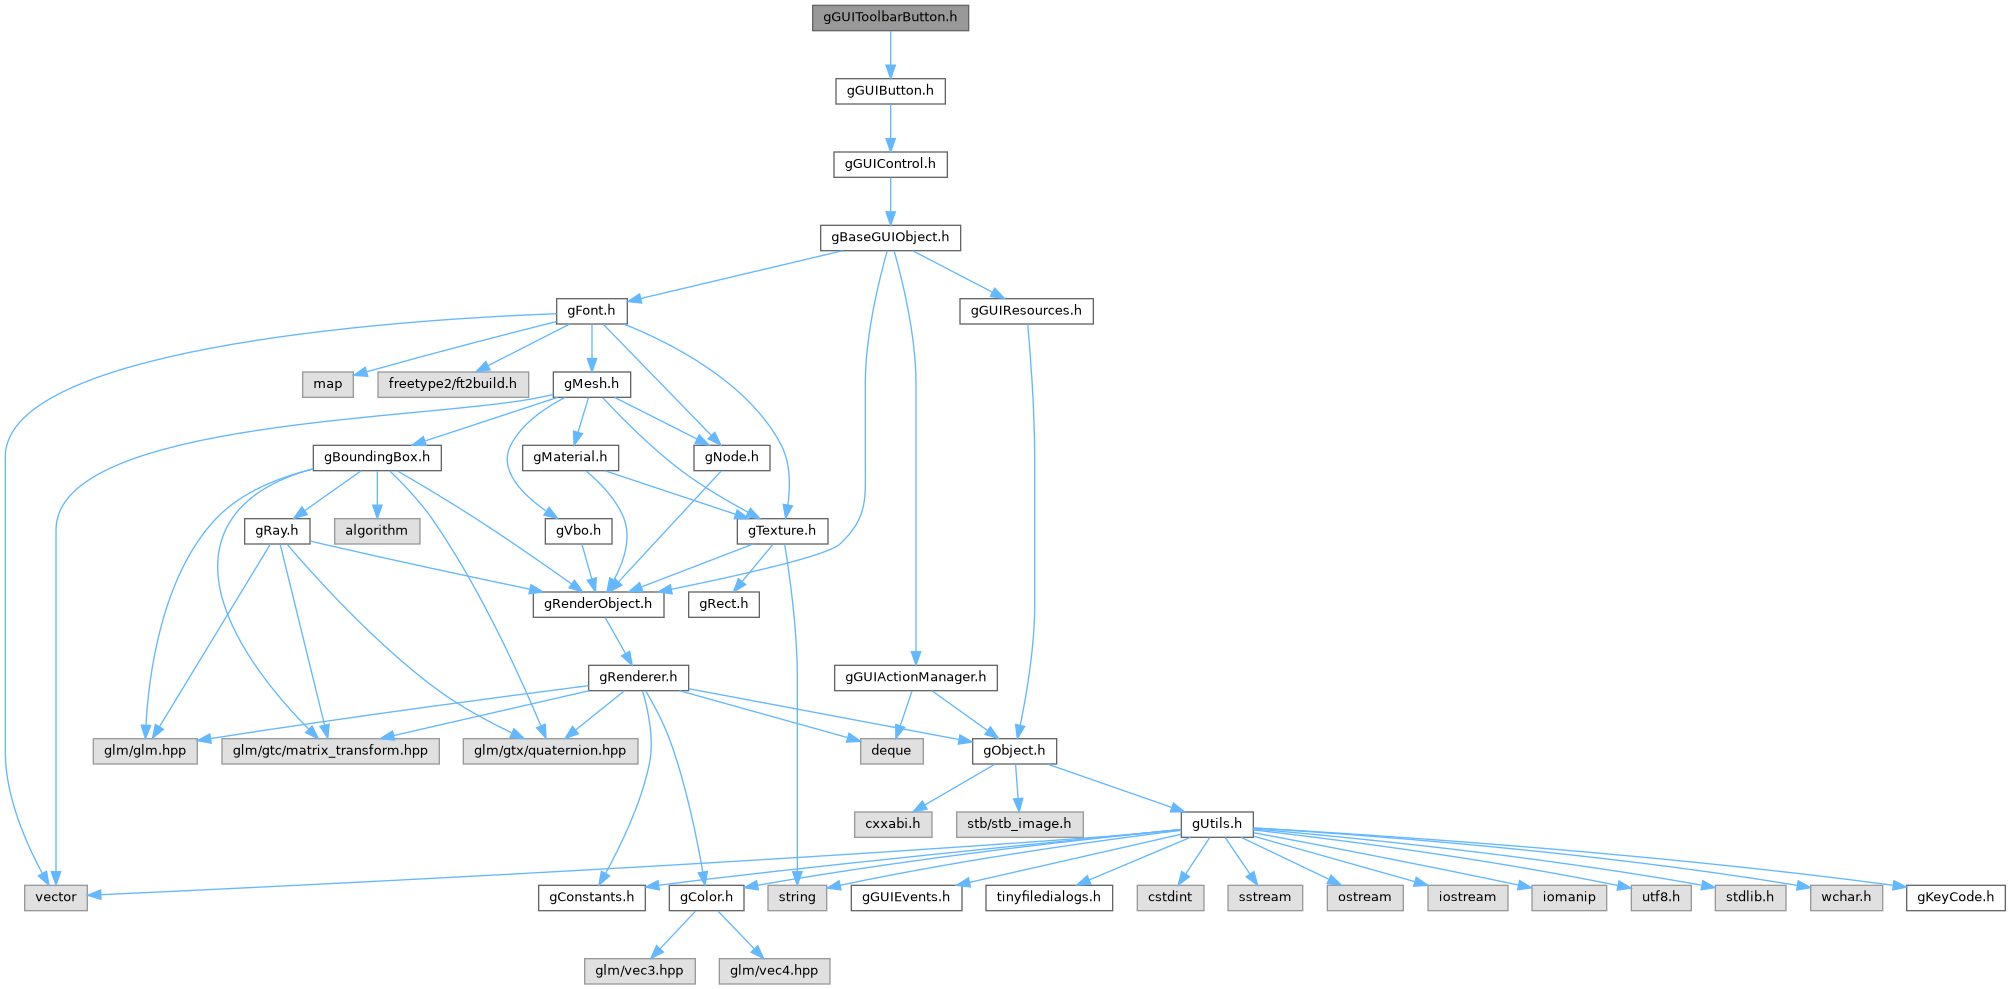 gGUIToolbarButton.h
gGUIButton.h
gGUIControl.h
gBaseGUIObject.h
gFont.h
gGUIResources.h
map
freetype2/ft2build.h
gMesh.h
gBoundingBox.h
gMaterial.h
gNode.h
gRay.h
algorithm
gVbo.h
gTexture.h
gRenderObject.h
gRect.h
gRenderer.h
gGUIActionManager.h
glm/glm.hpp
glm/gtc/matrix_transform.hpp
glm/gtx/quaternion.hpp
deque
gObject.h
cxxabi.h
stb/stb_image.h
gUtils.h
vector
gConstants.h
gColor.h
string
gGUIEvents.h
tinyfiledialogs.h
cstdint
sstream
ostream
iostream
iomanip
utf8.h
stdlib.h
wchar.h
gKeyCode.h
glm/vec3.hpp
glm/vec4.hpp